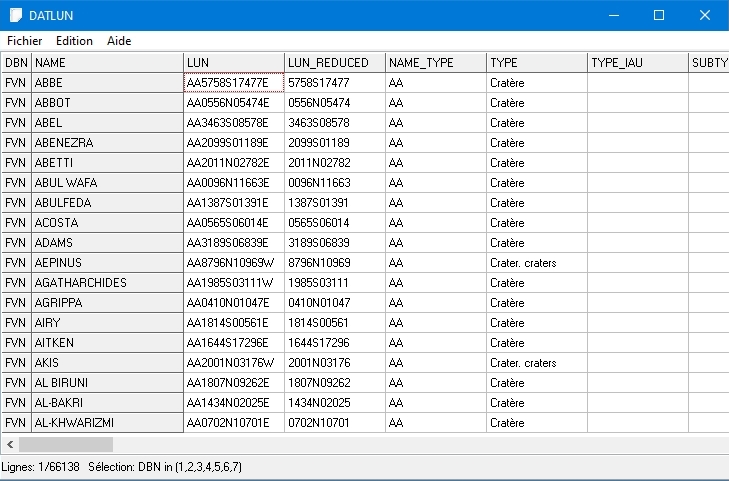 DATLUN
Fichier Edition Aide
DBN NAME LUN LUN_REDUCED NAME_TYPE TYPE TYPE_IAU SUBTY
FVN ABBE AA5758S17477E 5758S17477 AA Cratère
FVN ABBOT AA0556N05474E 0556N05474 AA Cratère
FVN ABEL AA3463S08578E 3463S08578 AA Cratère
FVN ABENEZRA AA2099S01189E 2099S01189 AA Cratère
FVN ABETTI AA2011N02782E 2011N02782 AA Cratère
FVN ABUL WAFA AA0096N11663E 0096N11663 AA Cratère
FVN ABULFEDA AA1387S01391E 1387S01391 AA Cratère
FVN ACOSTA AA0565S06014E 0565S06014 AA Cratère
FVN ADAMS AA3189S06839E 3189S06839 AA Cratère
FVN AEPINUS AA8796N10969W 8796N10969 AA Crater. craters
FVN AGATHARCHIDES AA1985S03111W 1985S03111 AA Cratère
FVN AGRIPPA AA0410N01047E 0410N01047 AA Cratère
FVN AIRY AA1814S00561E 1814S00561 AA Cratère
FVN AITKEN AA1644S17296E 1644S17296 AA Cratère
FVN AKIS AA2001N03176W 2001N03176 AA Crater. craters
FVN AL BIRUNI AA1807N09262E 1807N09262 AA Cratère
FVN AL-BAKRI AA1434N02025E 1434N02025 AA Cratère
FVN AL-KHWARIZMI AA0702N10701E 0702N10701 AA Cratère
Lignes: 1/66138 Sélection: DBN in (1,2,3,4,5,6,7)